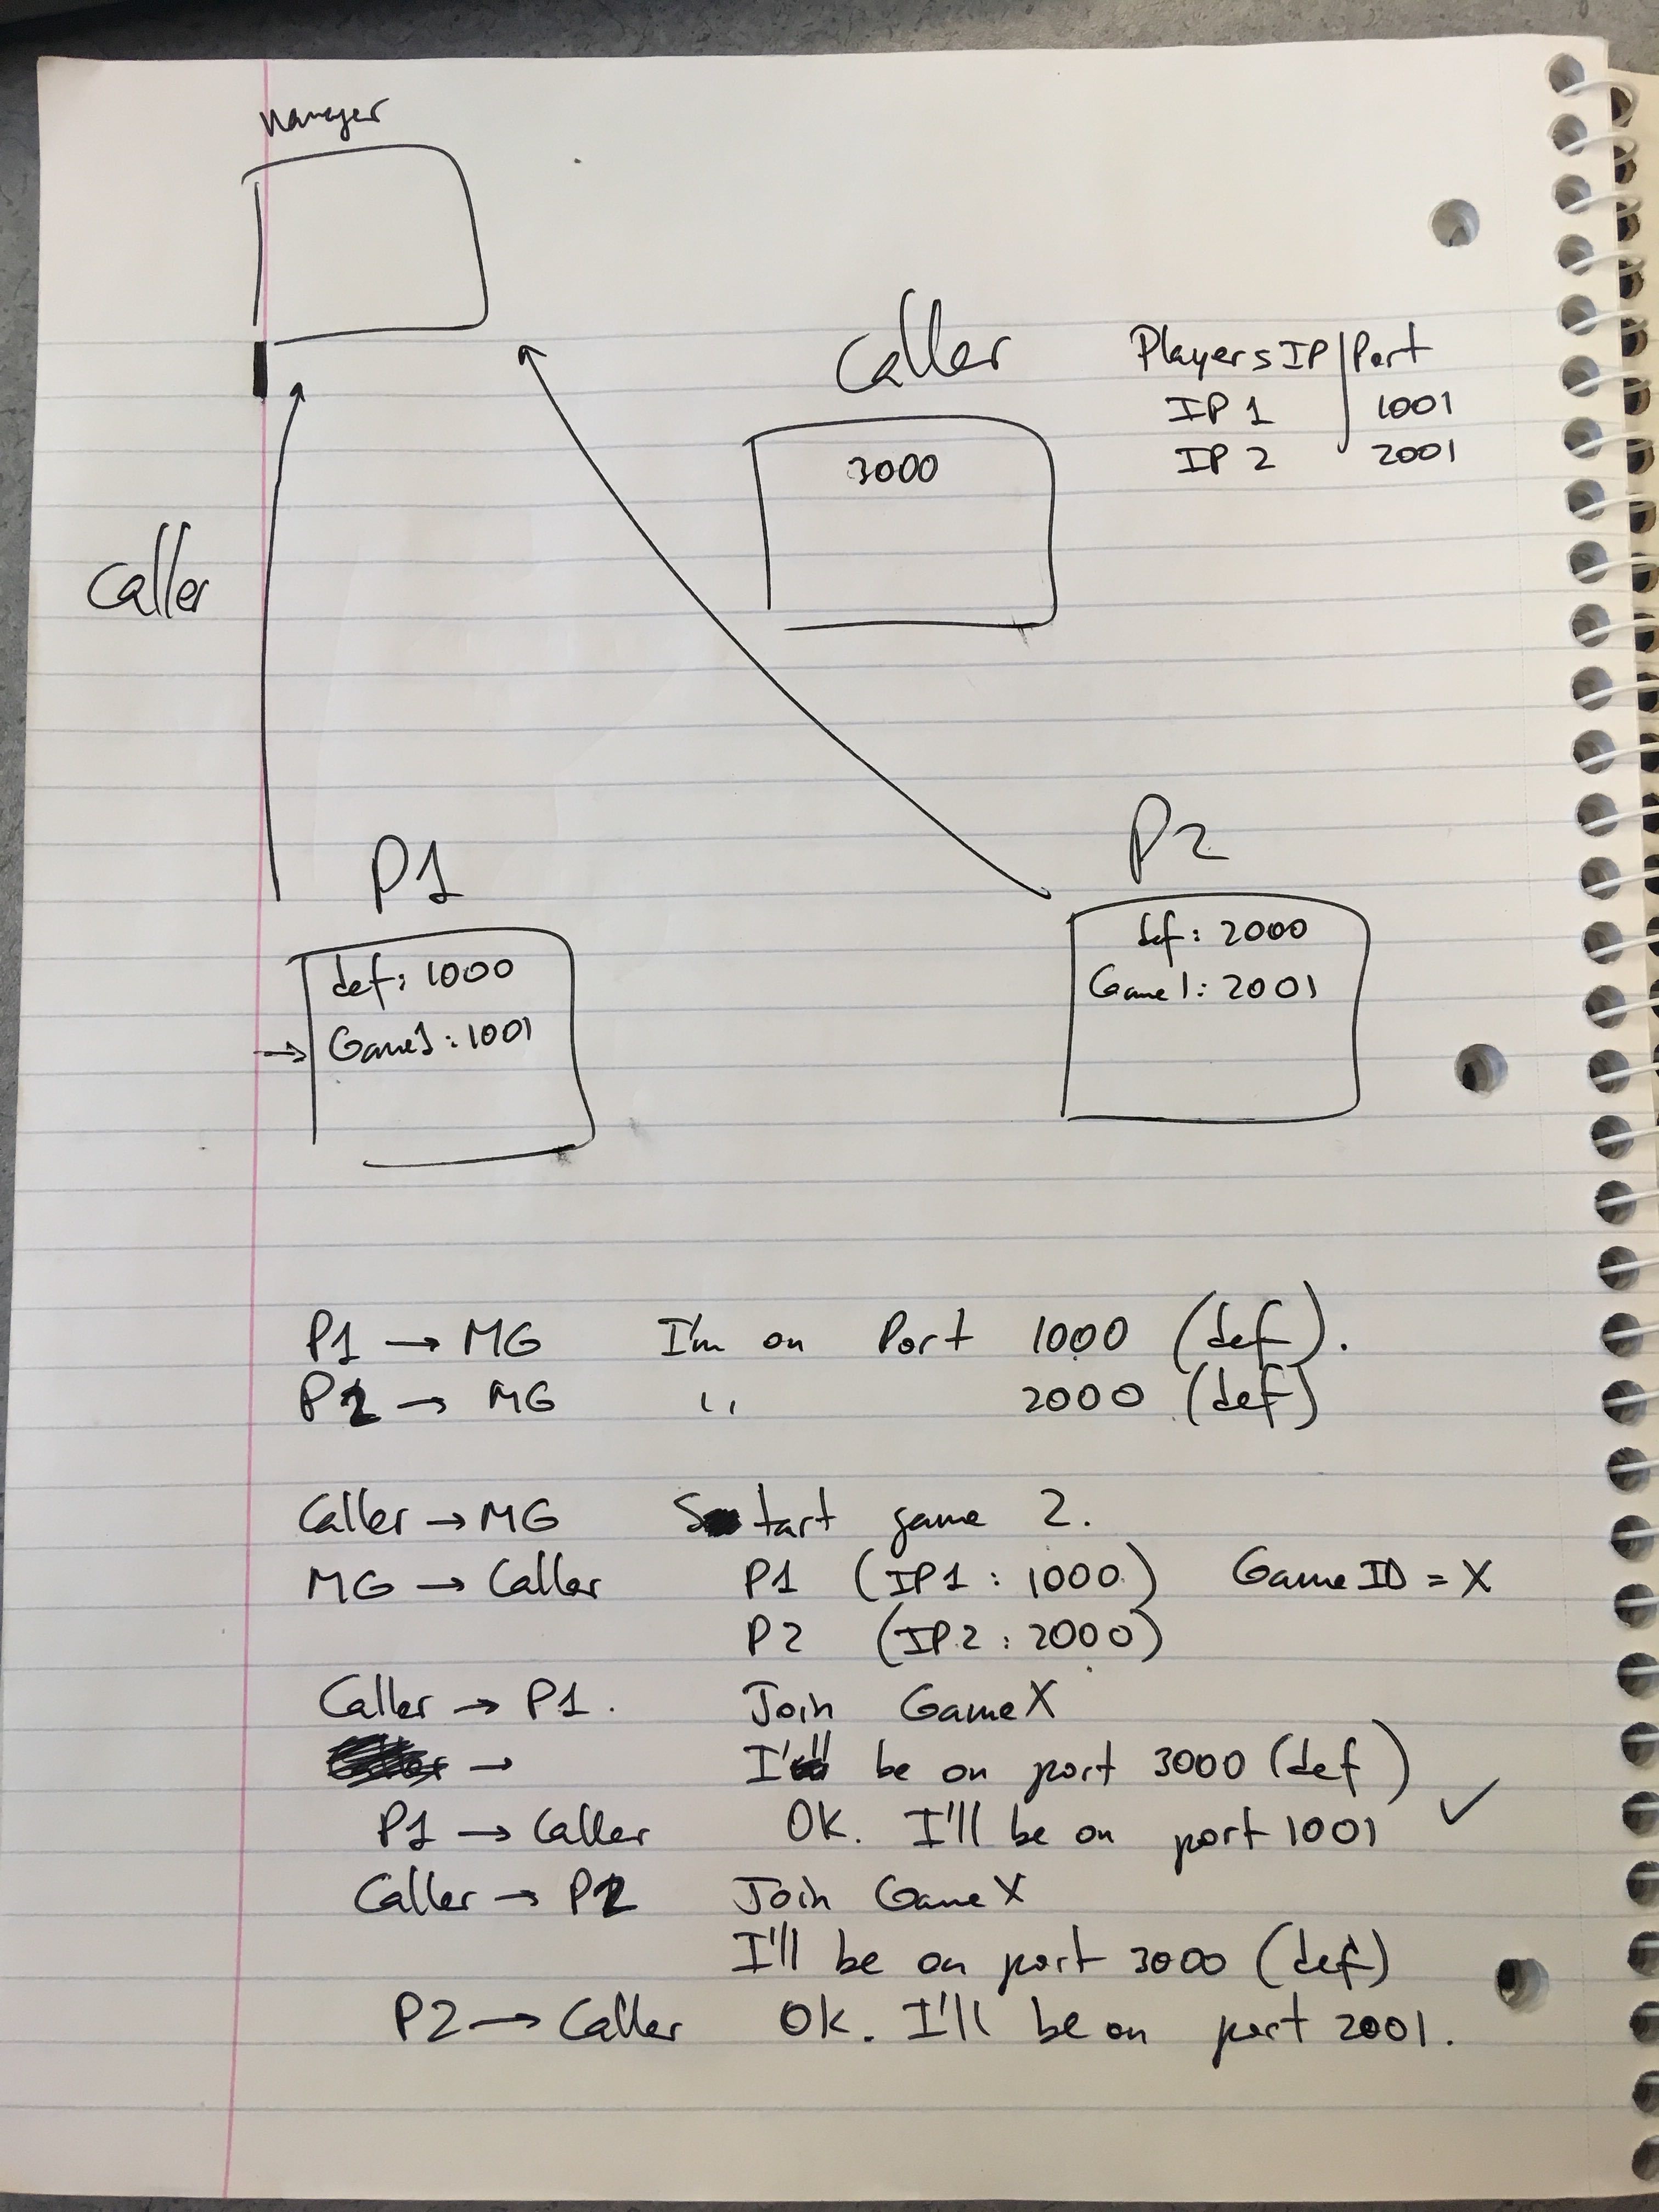 Manager
Caller
Players IP | Port
IP 1 1001
IP 2 2001
3000
Caller
P1
P2
def: 1000
Game1: 1001
def: 2000
Game1: 2001
P1 → MG I'm on Port 1000 (def).
P2 → MG " 2000 (def)
Caller → MG Start game 2.
MG → Caller P1 (IP1: 1000) Game ID = X
P2 (IP2: 2000)
Caller → P1. Join Game X
→ I'll be on port 3000 (def)
P1 → Caller OK. I'll be on port 1001 ✓
Caller → P2 Join Game X
I'll be on port 3000 (def)
P2 → Caller OK. I'll be on port 2001.